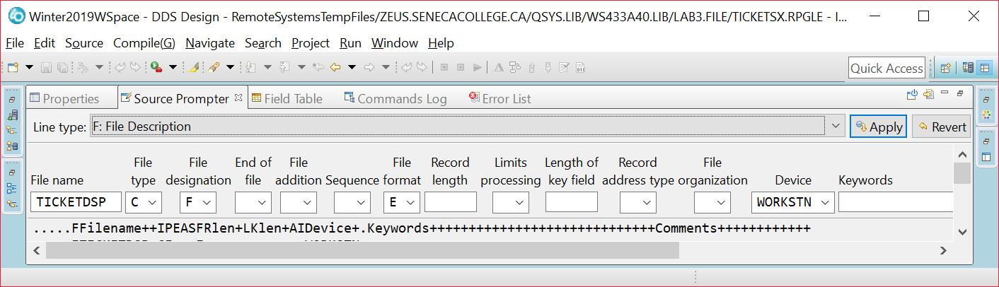 Winter2019WSpace - DDS Design - RemoteSystemsTempFiles/ZEUS.SENECACOLLEGE.CA/QSYS.LIB/WS433A40.LIB/LAB3.FILE/TICKETSX.RPGLE - I...
File Edit Source Compile(G) Navigate Search Project Run Window Help
Quick Access
Properties Source Prompter Field Table Commands Log Error List
Line type: F: File Description Apply Revert
File File End of File File Record Limits Length of Record File
File name type designation file addition Sequence format length processing key field address type organization Device Keywords
TICKETDSP C F E WORKSTN
.....FFilename++IPEASFRlen+LKlen+AIDevice+.Keywords+++++++++++++++++++++++++++++Comments++++++++++++